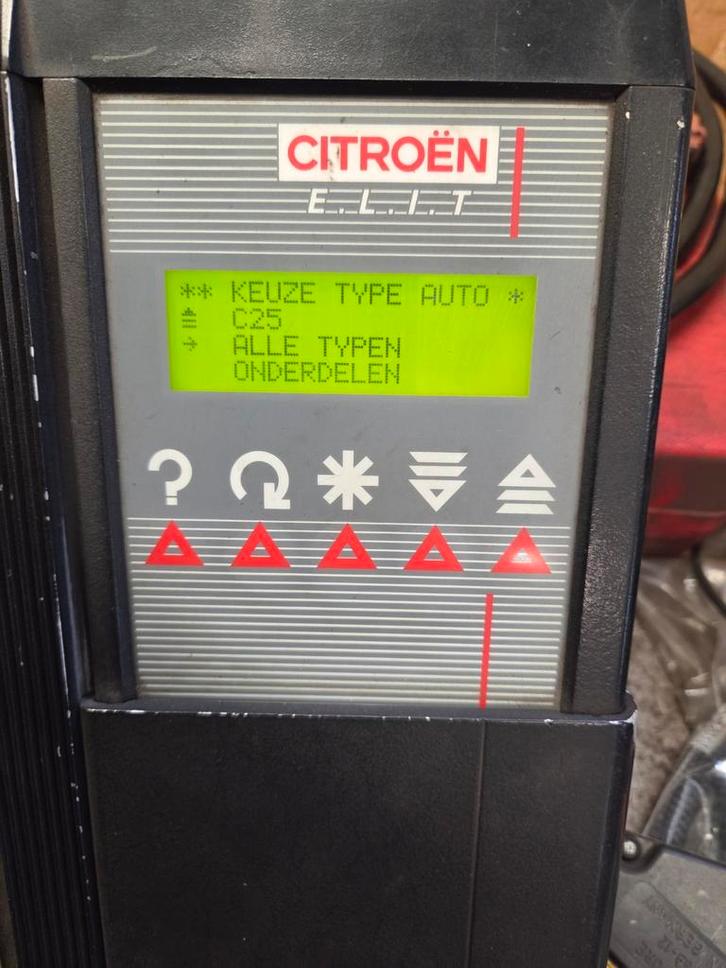 CITROËN
E.L.I.T
** KEUZE TYPE AUTO *
C25
→ ALLE TYPEN
ONDERDELEN
?
*